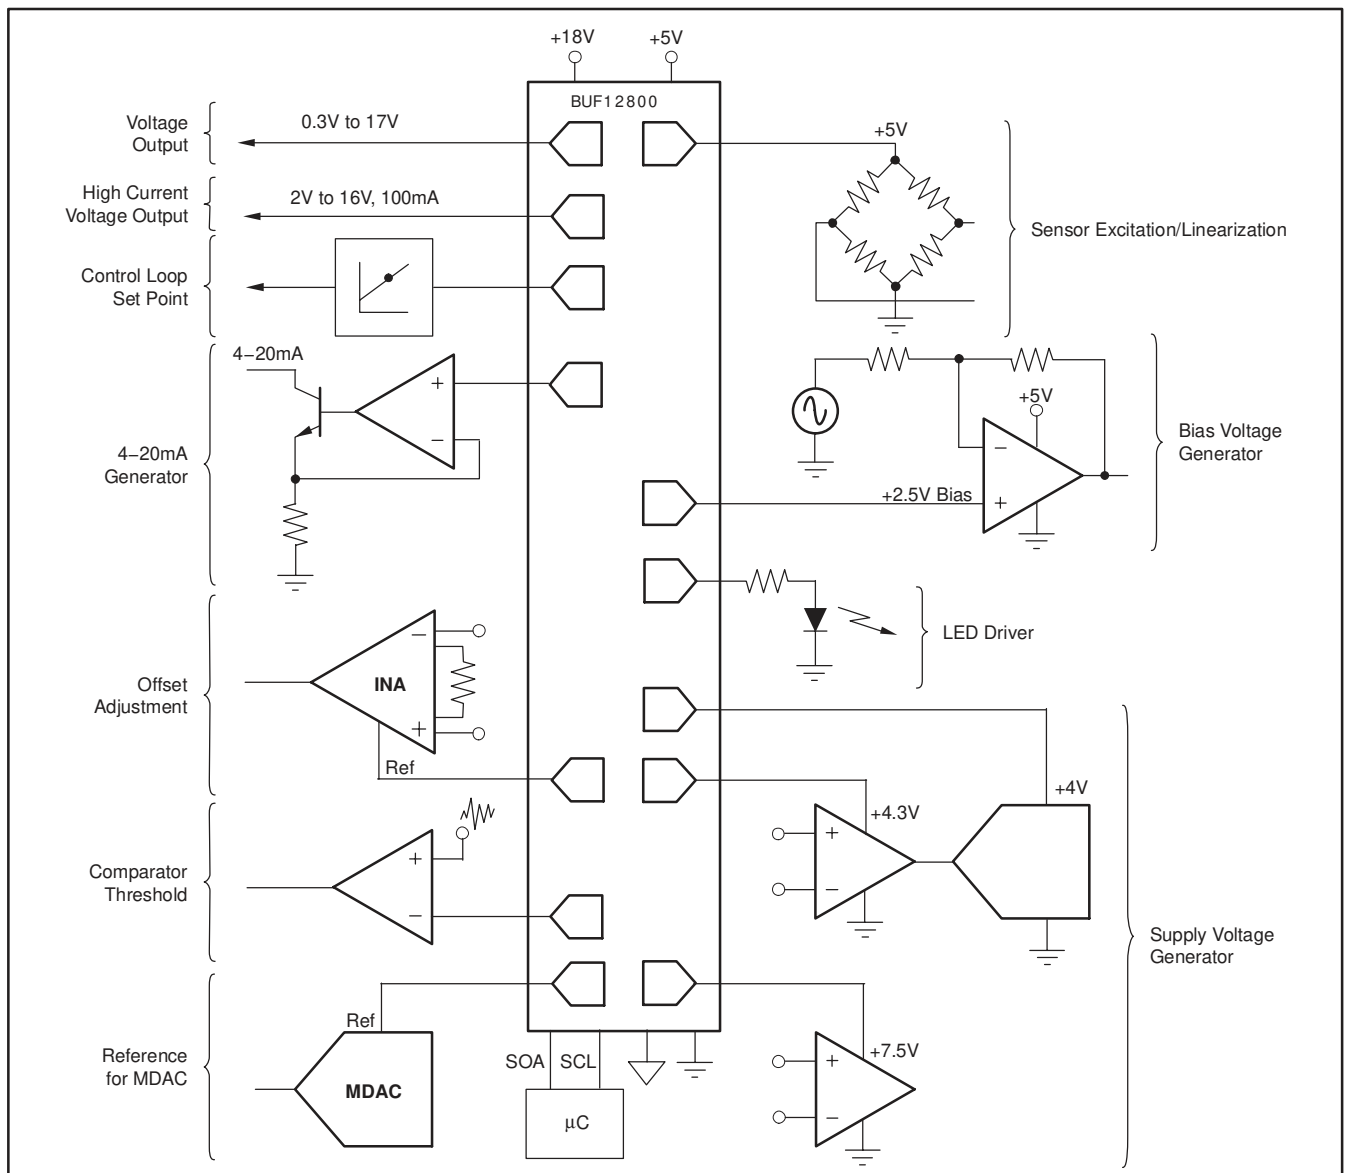 +18V
+5V
BUF12800
Voltage
Output
0.3V to 17V
+5V
High Current
Voltage Output
2V to 16V, 100mA
Sensor Excitation/Linearization
Control Loop
Set Point
4–20mA
+
–
4–20mA
Generator
+5V
–
+
+2.5V Bias
Bias Voltage
Generator
LED Driver
Offset
Adjustment
–
INA
+
Ref
+4V
+4.3V
+
–
Comparator
Threshold
+
–
Supply Voltage
Generator
Reference
for MDAC
Ref
MDAC
SOA
SCL
μC
+7.5V
+
–